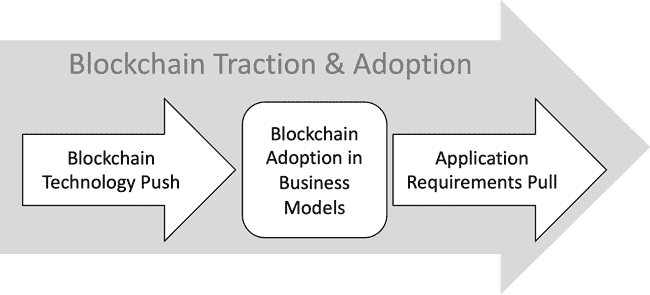 Blockchain Traction & Adoption
Blockchain
Technology Push
Blockchain
Adoption in
Business
Models
Application
Requirements Pull